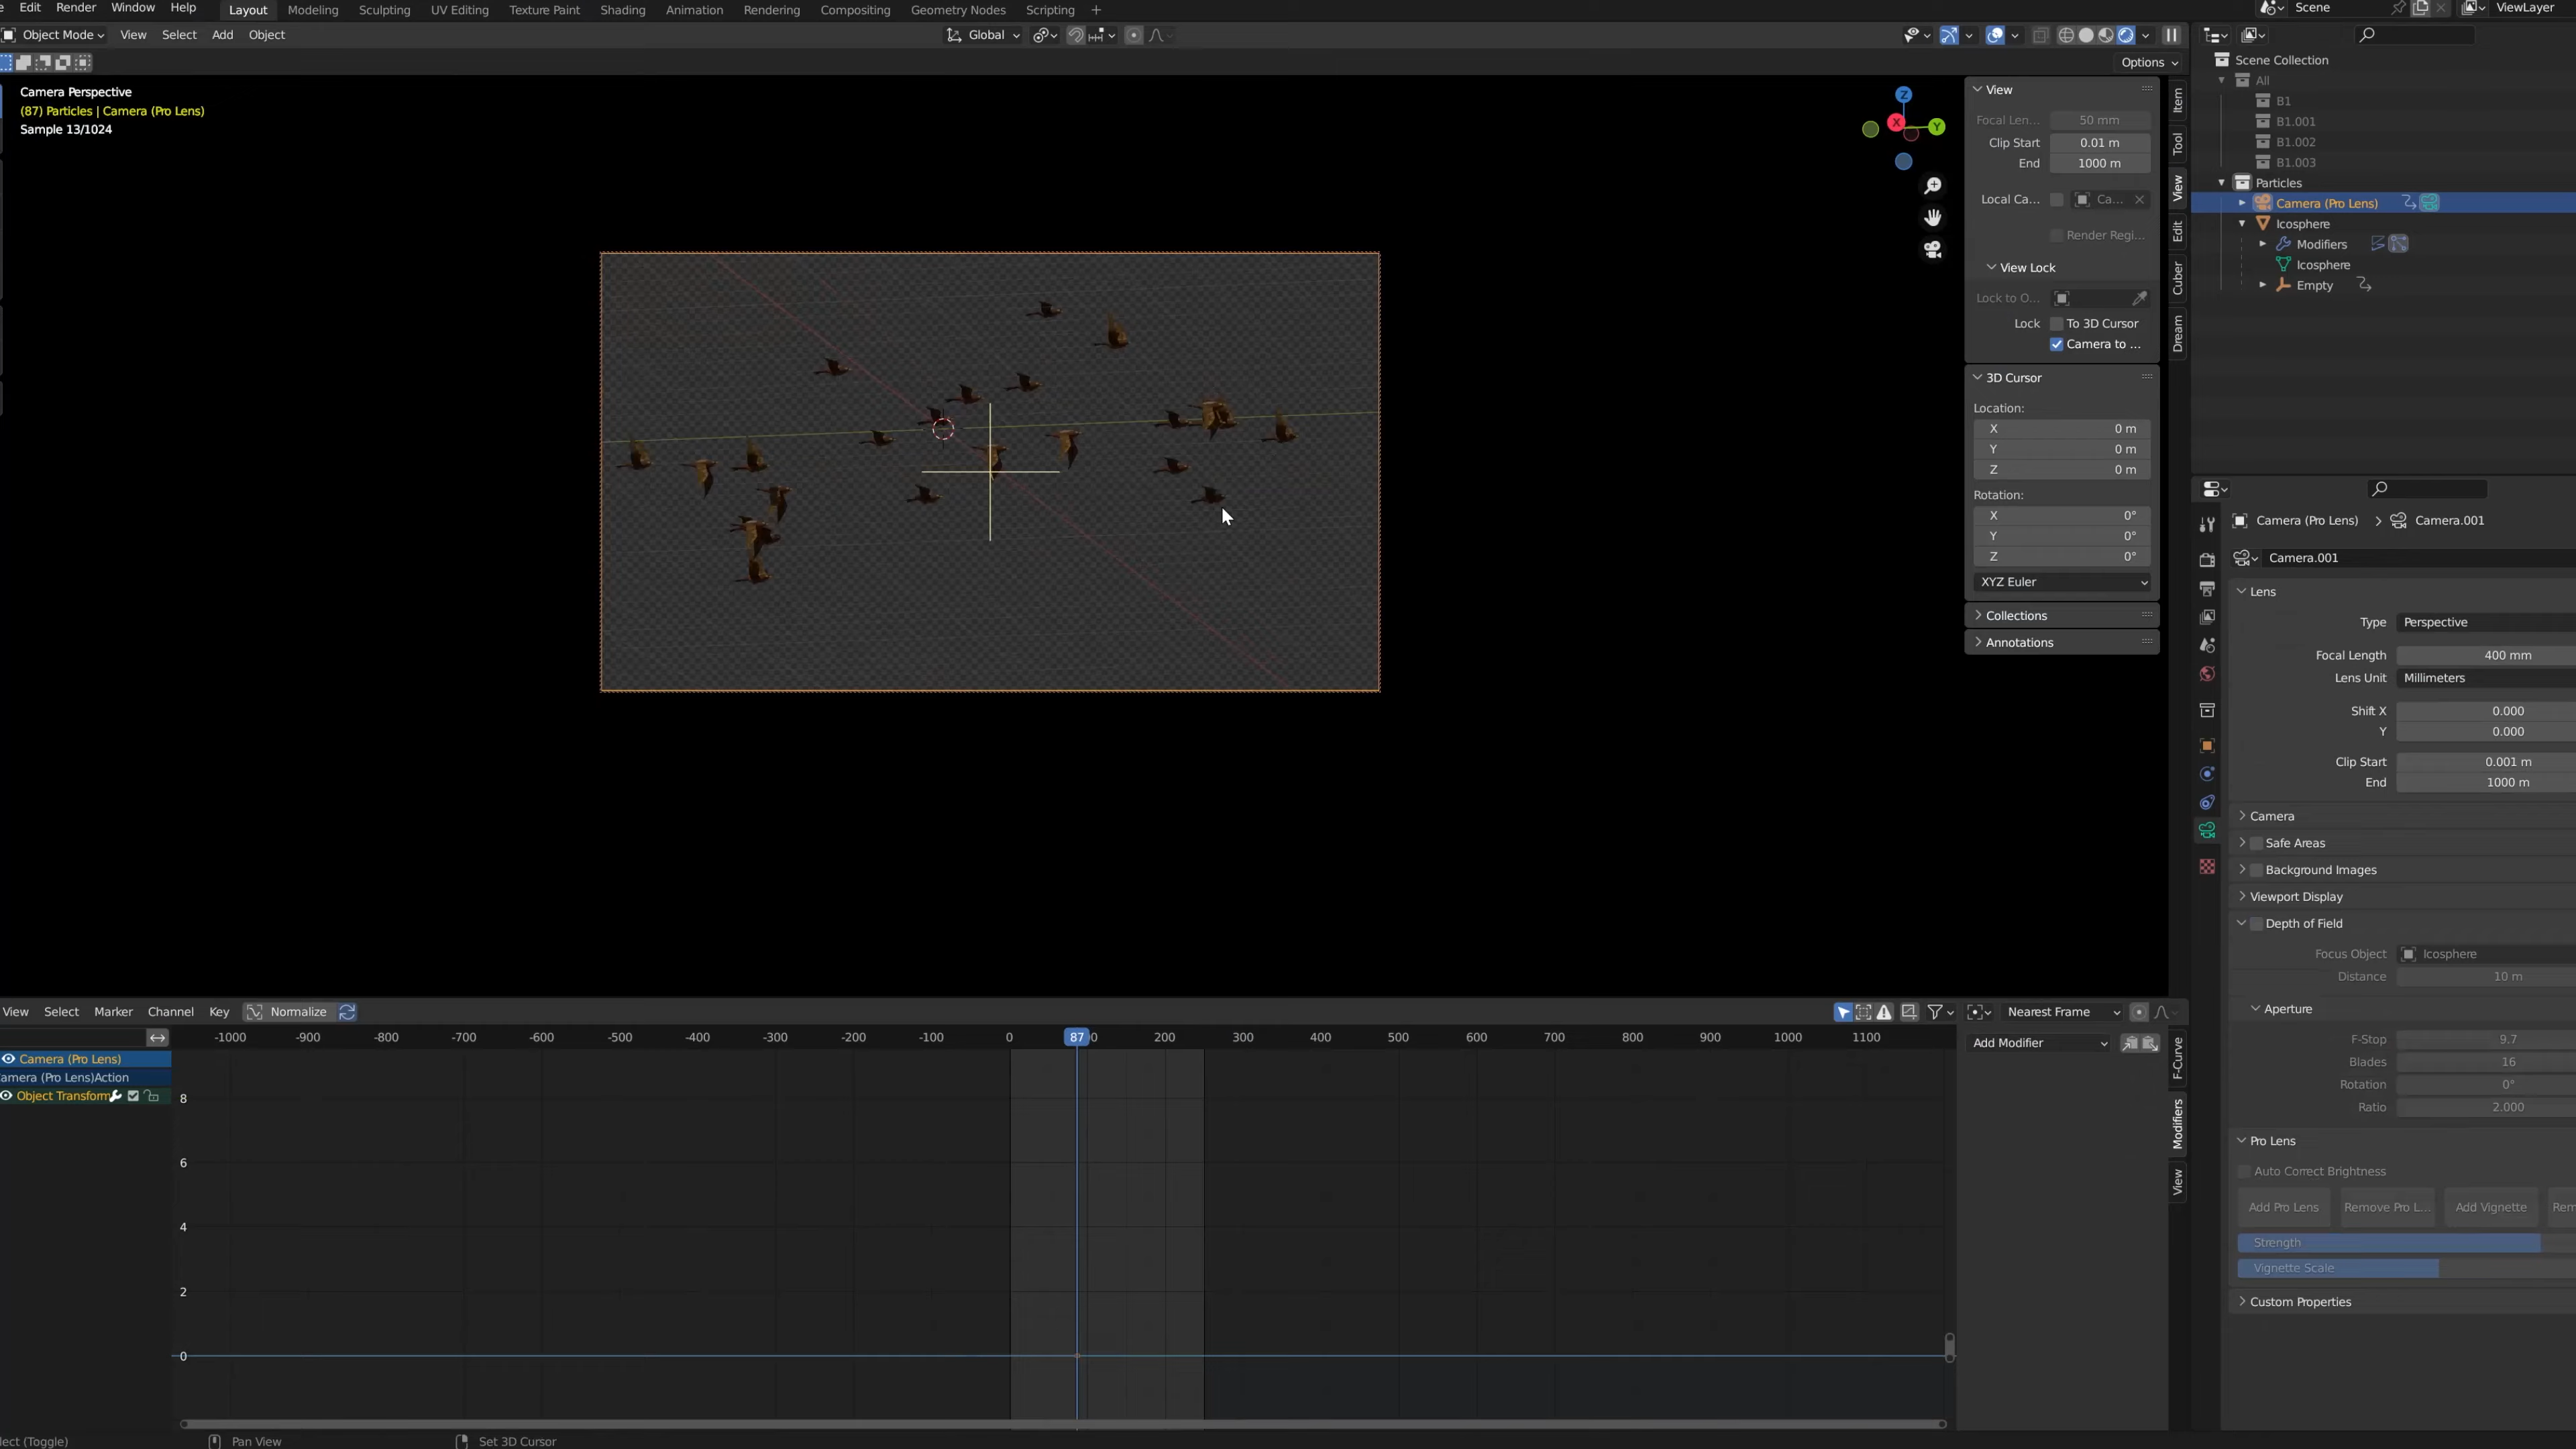 Edit Render Window Help Layout Modeling Sculpting UV Editing Texture Paint Shading Animation Rendering Compositing Geometry Nodes Scripting + Scene ViewLayer
Object Mode View Select Add Object Global
Options
Camera Perspective
(87) Particles | Camera (Pro Lens)
Sample 13/1024
Z
X
Y
View
Focal Len... 50 mm
Clip Start 0.01 m
End 1000 m
Local Ca... Ca...
Render Regi...
View Lock
Lock to O...
Lock To 3D Cursor
Camera to ...
3D Cursor
Location:
X 0 m
Y 0 m
Z 0 m
Rotation:
X 0°
Y 0°
Z 0°
XYZ Euler
Collections
Annotations
Item
Tool
View
Edit
Cuber
Dream
Scene Collection
All
B1
B1.001
B1.002
B1.003
Particles
Camera (Pro Lens)
Icosphere
Modifiers
Icosphere
Empty
Camera (Pro Lens) > Camera.001
Camera.001
Lens
Type Perspective
Focal Length 400 mm
Lens Unit Millimeters
Shift X 0.000
Y 0.000
Clip Start 0.001 m
End 1000 m
Camera
Safe Areas
Background Images
Viewport Display
Depth of Field
Focus Object Icosphere
Distance 10 m
Aperture
F-Stop 9.7
Blades 16
Rotation 0°
Ratio 2.000
Pro Lens
Auto Correct Brightness
Add Pro Lens Remove Pro L... Add Vignette Rem
Strength
Vignette Scale
Custom Properties
View Select Marker Channel Key Normalize Nearest Frame
-1000 -900 -800 -700 -600 -500 -400 -300 -200 -100 0 87 200 300 400 500 600 700 800 900 1000 1100
Add Modifier
Camera (Pro Lens)
amera (Pro Lens)Action
Object Transform
8
6
4
2
0
F-Curve
Modifiers
View
lect (Toggle) Pan View Set 3D Cursor